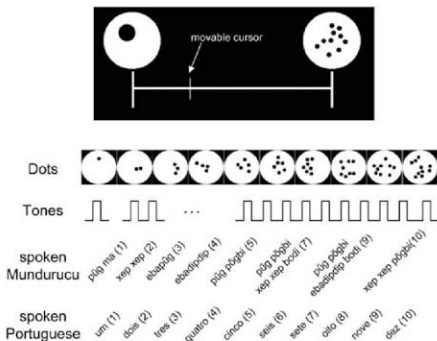 movable cursor
Dots
Tones
...
spoken
Mundurucu
pũg ma (1)
xep xep (2)
ebapũg (3)
ebadipdip (4)
pũg põgbi (5)
pũg põgbi
xep xep bodi (7)
pũg põgbi
ebadipdip bodi (9)
xep xep põgbi(10)
spoken
Portuguese
um (1)
dois (2)
tres (3)
quatro (4)
cinco (5)
seis (6)
sete (7)
oito (8)
nove (9)
dez (10)